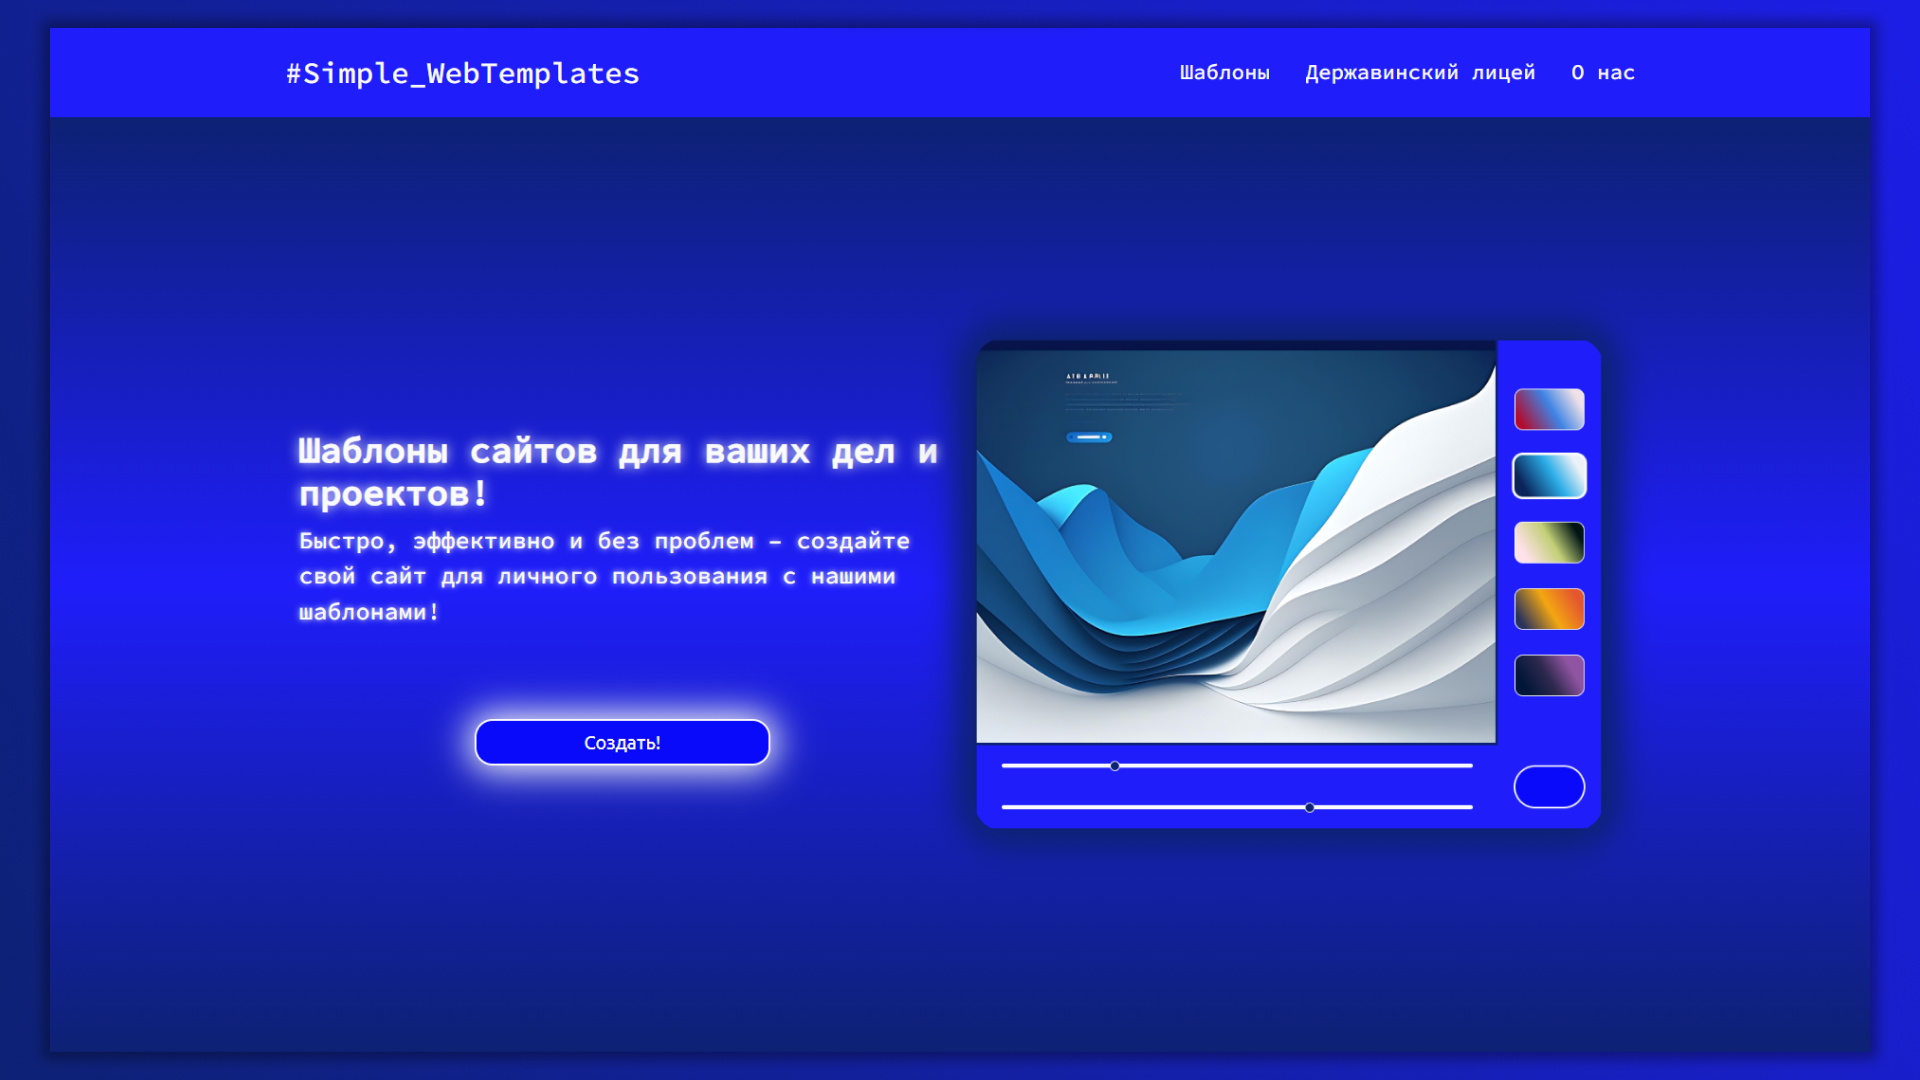 #Simple_WebTemplates
Шаблоны Державинский лицей О нас
Шаблоны сайтов для ваших дел и
проектов!
Быстро, эффективно и без проблем – создайте
свой сайт для личного пользования с нашими
шаблонами!
Создать!